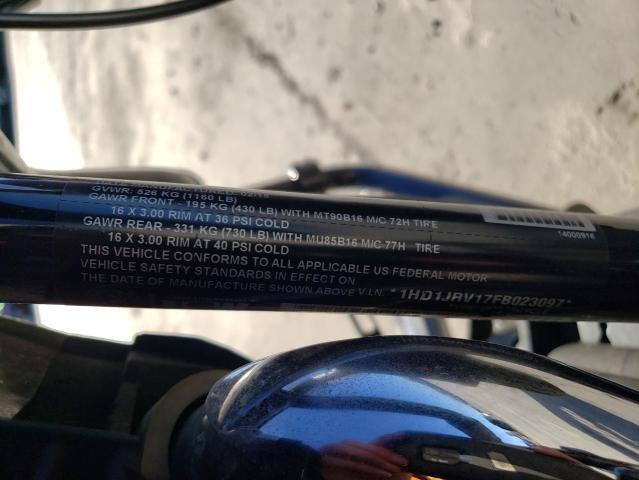 GVWR: 526 KG (1160 LB)
GAWR FRONT - 195 KG (430 LB) WITH MT90B16 M/C 72H TIRE
16 X 3.00 RIM AT 36 PSI COLD
GAWR REAR - 331 KG (730 LB) WITH MU85B16 M/C 77H TIRE
16 X 3.00 RIM AT 40 PSI COLD
THIS VEHICLE CONFORMS TO ALL APPLICABLE US FEDERAL MOTOR
VEHICLE SAFETY STANDARDS IN EFFECT ON
THE DATE OF MANUFACTURE SHOWN ABOVE V.I.N. *1HD1JRV17FB023097*
14000916